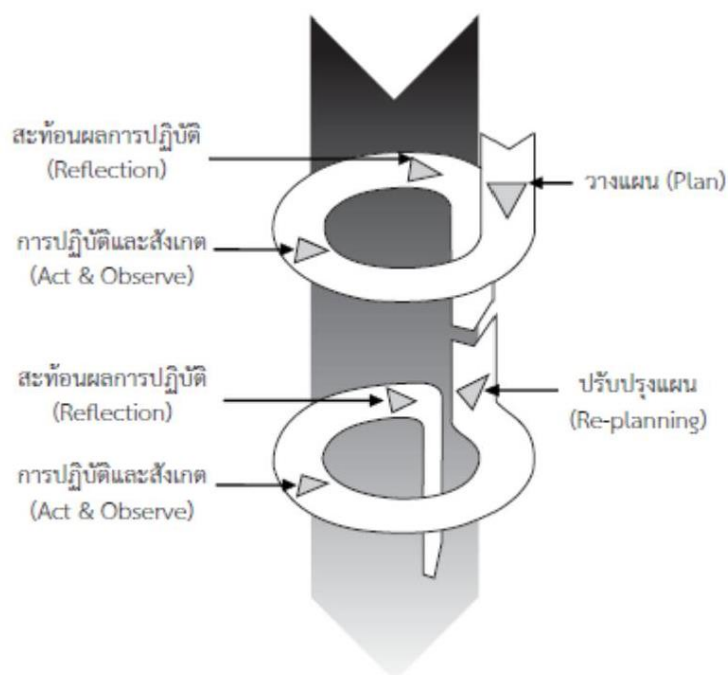 สะท้อนผลการปฏิบัติ
(Reflection)
วางแผน (Plan)
การปฏิบัติและสังเกต
(Act & Observe)
สะท้อนผลการปฏิบัติ
(Reflection)
ปรับปรุงแผน
(Re-planning)
การปฏิบัติและสังเกต
(Act & Observe)